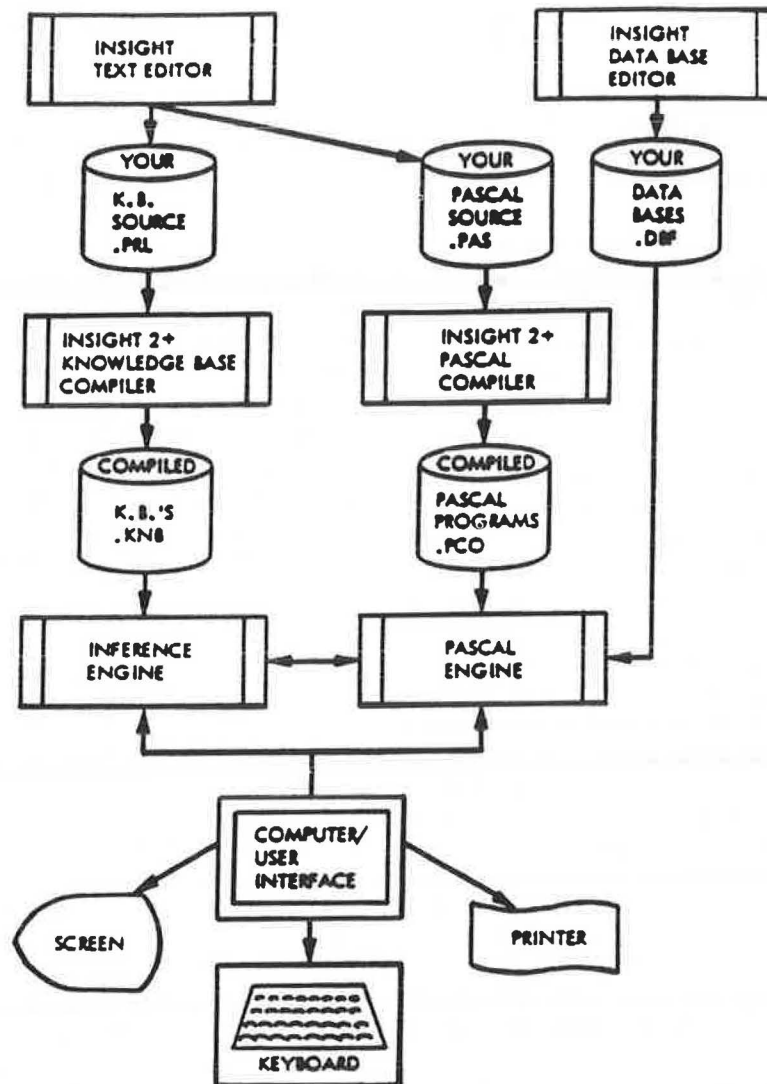 INSIGHT
TEXT EDITOR
INSIGHT
DATA BASE
EDITOR
YOUR
K.B.
SOURCE
.PRL
YOUR
PASCAL
SOURCE
.PAS
YOUR
DATA
BASES
.DBF
INSIGHT 2+
KNOWLEDGE BASE
COMPILER
INSIGHT 2+
PASCAL
COMPILER
COMPILED
K.B.'S
.KNB
COMPILED
PASCAL
PROGRAMS
.PCO
INFERENCE
ENGINE
PASCAL
ENGINE
COMPUTER/
USER
INTERFACE
SCREEN
PRINTER
KEYBOARD